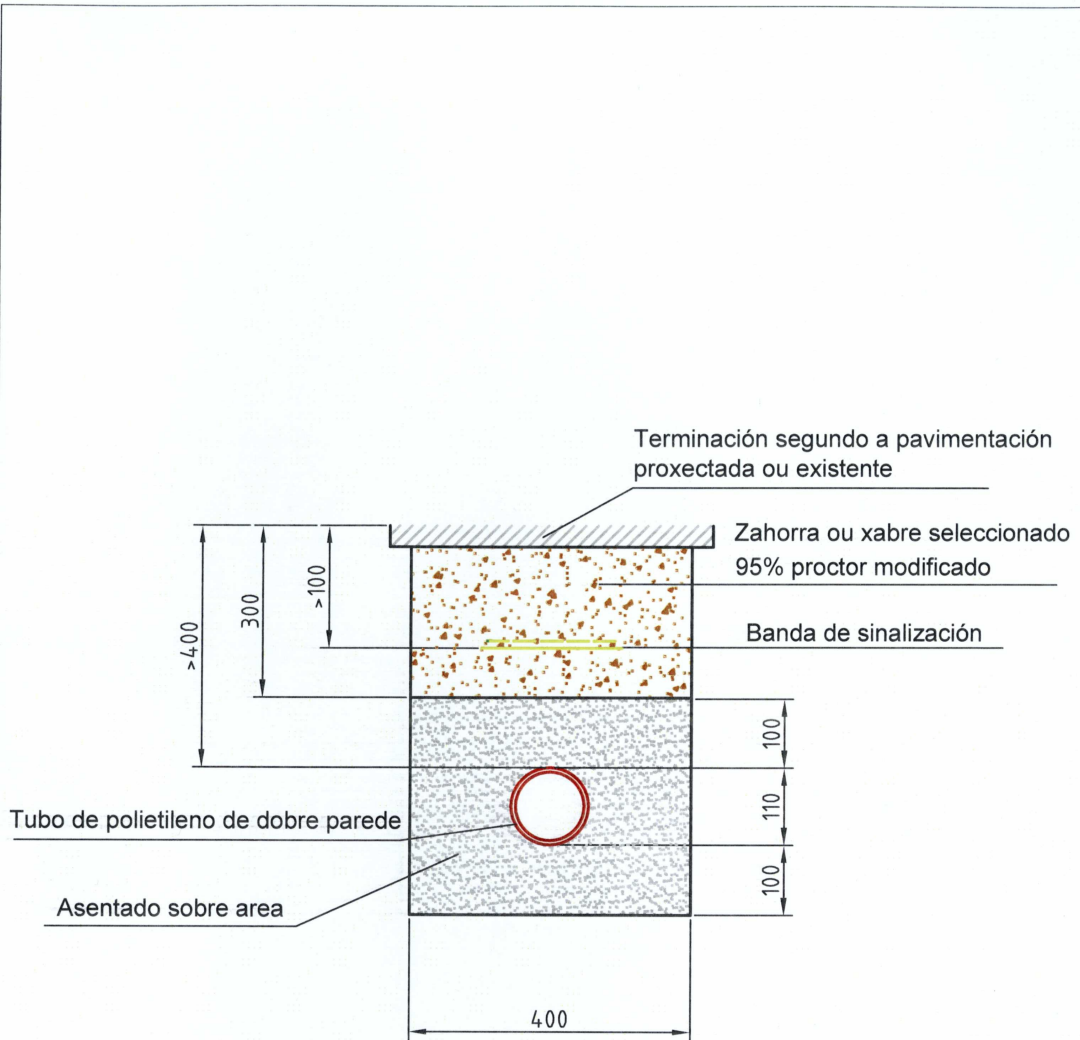 Terminación segundo a pavimentación
proxectada ou existente
Zahorra ou xabre seleccionado
95% proctor modificado
>100
300
>400
Banda de sinalización
100
110
100
Tubo de polietileno de dobre parede
Asentado sobre area
400